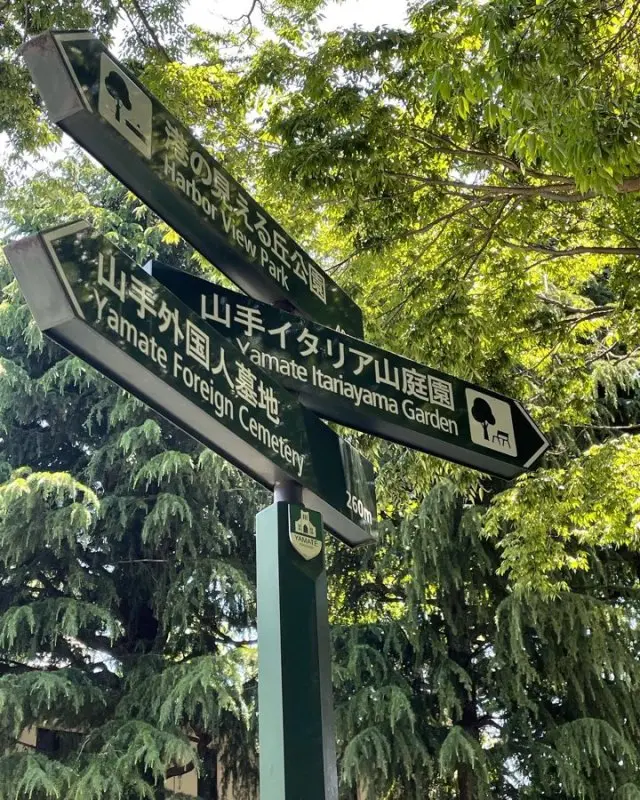 港の見える丘公園
Harbor View Park
山手イタリア山庭園
Yamate Itariayama Garden
山手外国人墓地
Yamate Foreign Cemetery
260m
YAMATE